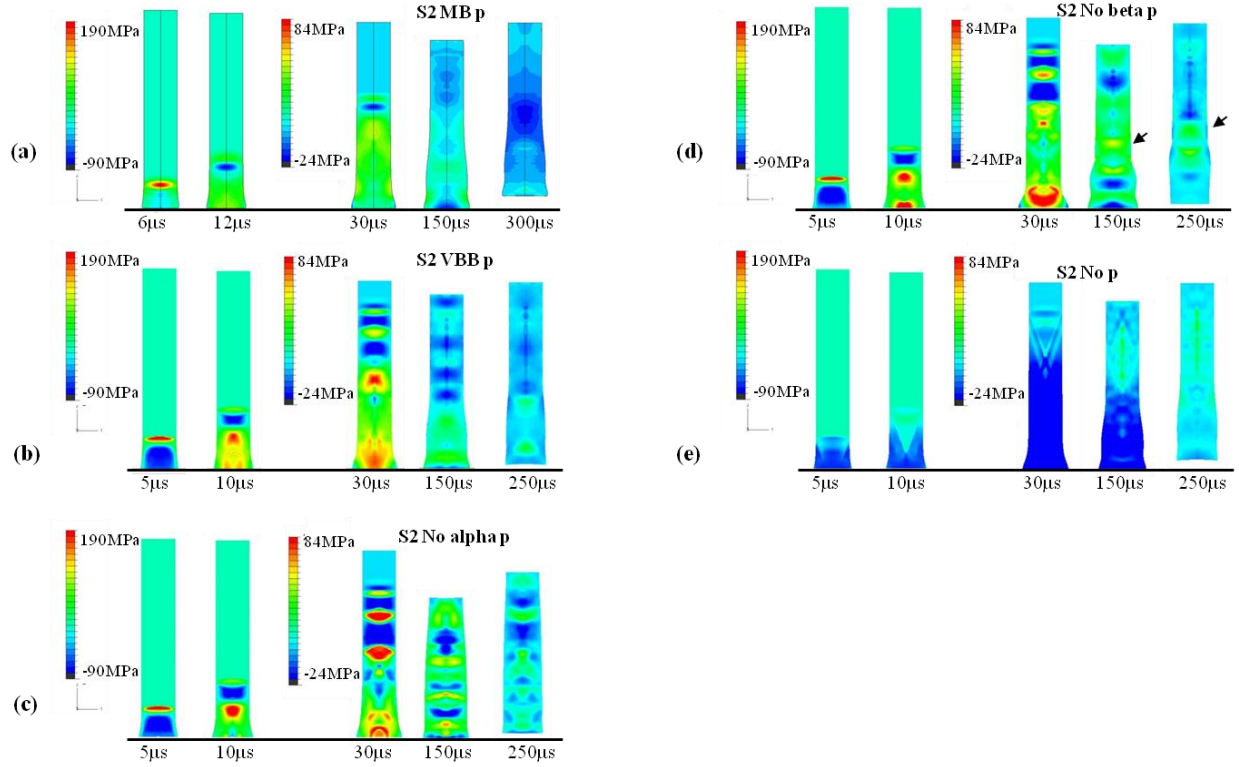 S2 MB p
190MPa
84MPa
(a)
-90MPa
-24MPa
6µs 12µs 30µs 150µs 300µs
S2 VBB p
190MPa
84MPa
-90MPa
-24MPa
(b)
5µs 10µs 30µs 150µs 250µs
S2 No alpha p
190MPa
84MPa
-90MPa
-24MPa
(c)
5µs 10µs 30µs 150µs 250µs
S2 No beta p
190MPa
84MPa
(d)
-90MPa
-24MPa
5µs 10µs 30µs 150µs 250µs
S2 No p
190MPa
84MPa
-90MPa
-24MPa
(e)
5µs 10µs 30µs 150µs 250µs